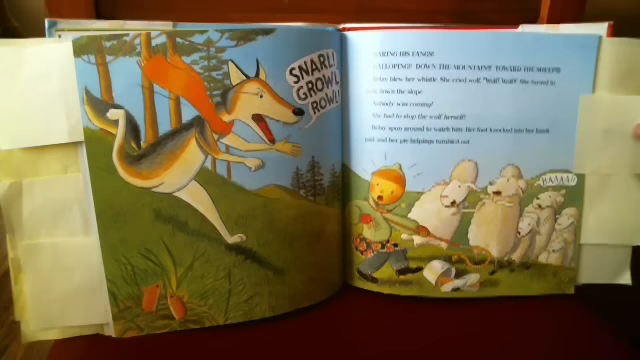 SNARL!
GROWL!
ROWL!
BARING HIS FANGS!
GALLOPING! DOWN THE MOUNTAIN! TOWARD THE SHEEP!
blew her whistle. She cried wolf, "Wolf! Wolf!" She turned to
down the slope.
Nobody was coming!
She had to stop the wolf herself!
spun around to watch him. Her foot knocked into her lunch
and her pie helpings tumbled out.
BAAAA!!